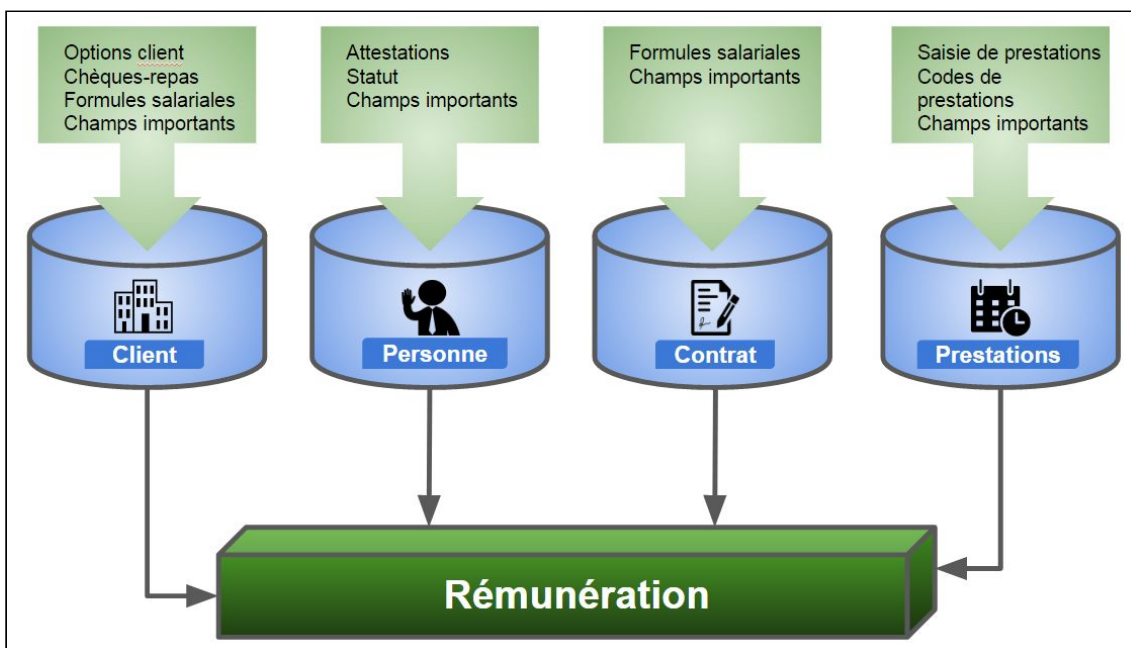 Options client
Chèques-repas
Formules salariales
Champs importants
Attestations
Statut
Champs importants
Formules salariales
Champs importants
Saisie de prestations
Codes de
prestations
Champs importants
Client
Personne
Contrat
Prestations
Rémunération